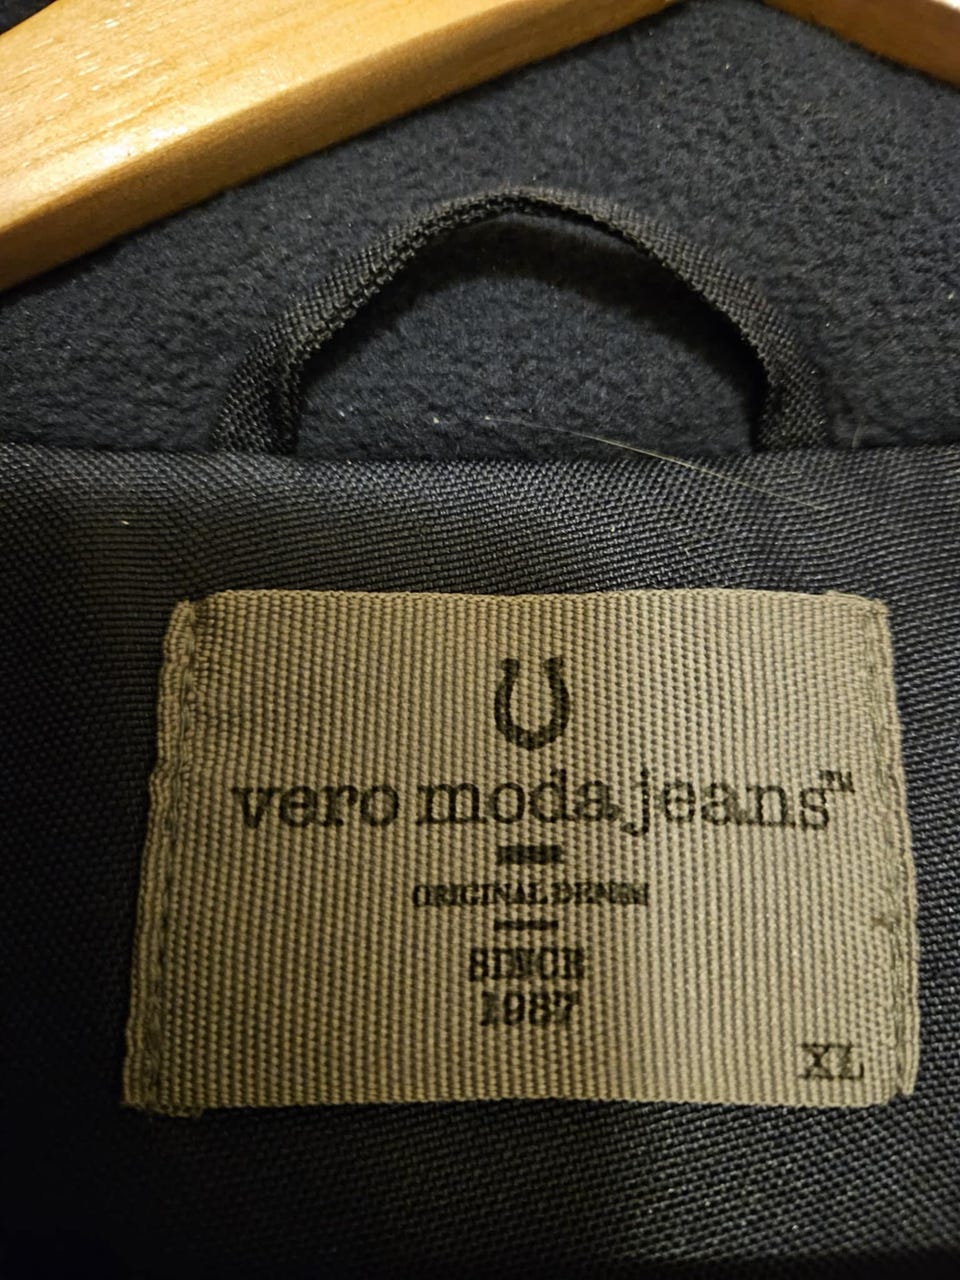 vero moda jeans™
ORIGINAL DENIM
SINCE
1987
XL